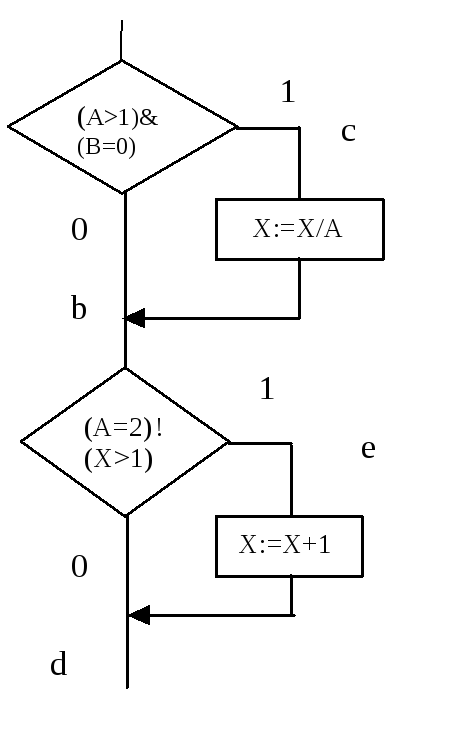 1
(A>1)&
(B=0)
c
0
X:=X/A
b
1
(A=2)!
(X>1)
e
X:=X+1
0
d